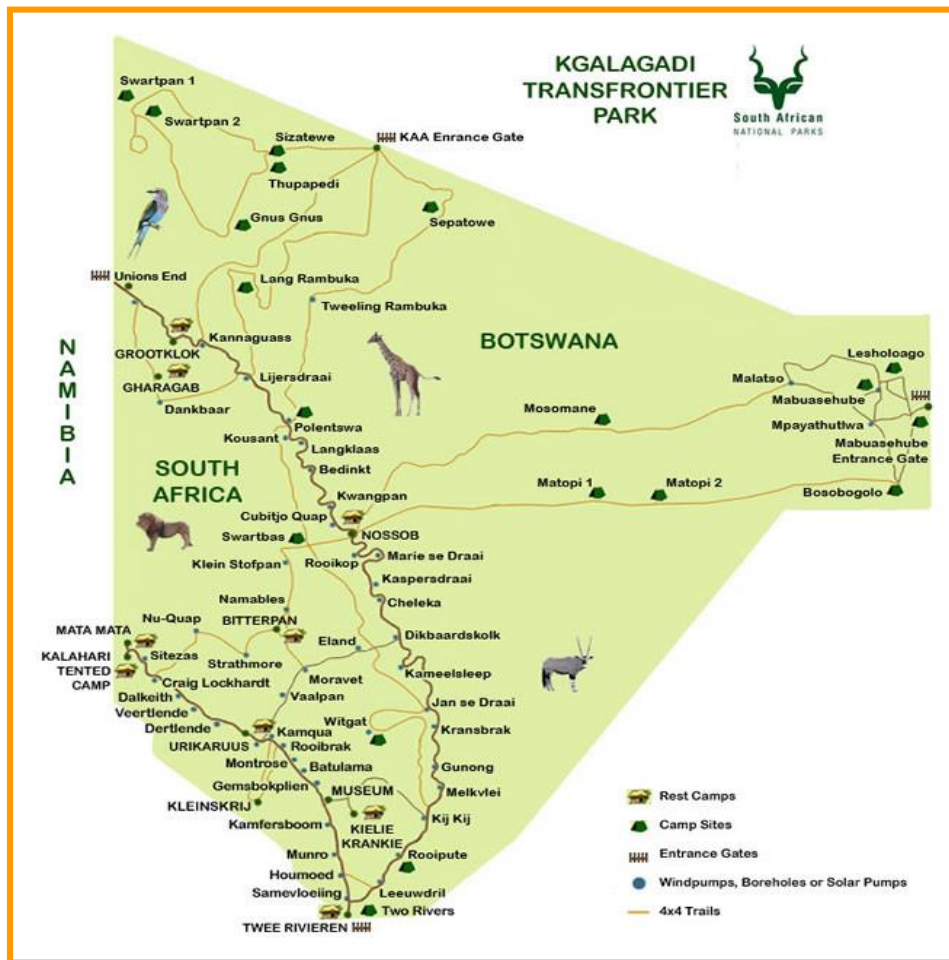 KGALAGADI
TRANSFRONTIER
PARK
South African
NATIONAL PARKS
Swartpan 1
Swartpan 2
Sizatewe
KAA Enrance Gate
Thupapedi
Gnus Gnus
Sepatowe
Unions End
Lang Rambuka
Tweeling Rambuka
NAMIBIA
BOTSWANA
Kannaguass
GROOTKLOK
GHARAGAB
Lijersdraai
Dankbaar
Lesholoago
Malatso
Mabuasehube
Mosomane
Mpayathutlwa
Mabuasehube
Entrance Gate
Polentswa
Kousant
Langklaas
Bedinkt
SOUTH
AFRICA
Matopi 1
Matopi 2
Bosobogolo
Kwangpan
Cubitjo Quap
Swartbas
NOSSOB
Klein Stofpan
Rooikop
Marie se Draai
Kaspersdraai
Cheleka
Namables
Nu-Quap
BITTERPAN
Dikbaardskolk
MATA MATA
Eland
KALAHARI
TENTED
CAMP
Sitezas
Strathmore
Kameelsleep
Craig Lockhardt
Moravet
Dalkeith
Vaalpan
Jan se Draai
Veertlende
Witgat
Kransbrak
Dertlende
Kamqua
URIKARUUS
Rooibrak
Montrose
Batulama
Gunong
Gemsbokplien
MUSEUM
Melkvlei
KLEINSKRIJ
Kamfersboom
KIELIE
KRANKIE
Kij Kij
Munro
Rooipute
Houmoed
Leeuwdril
Samevloeiing
Two Rivers
TWEE RIVIEREN
Rest Camps
Camp Sites
Entrance Gates
Windpumps, Boreholes or Solar Pumps
4x4 Trails